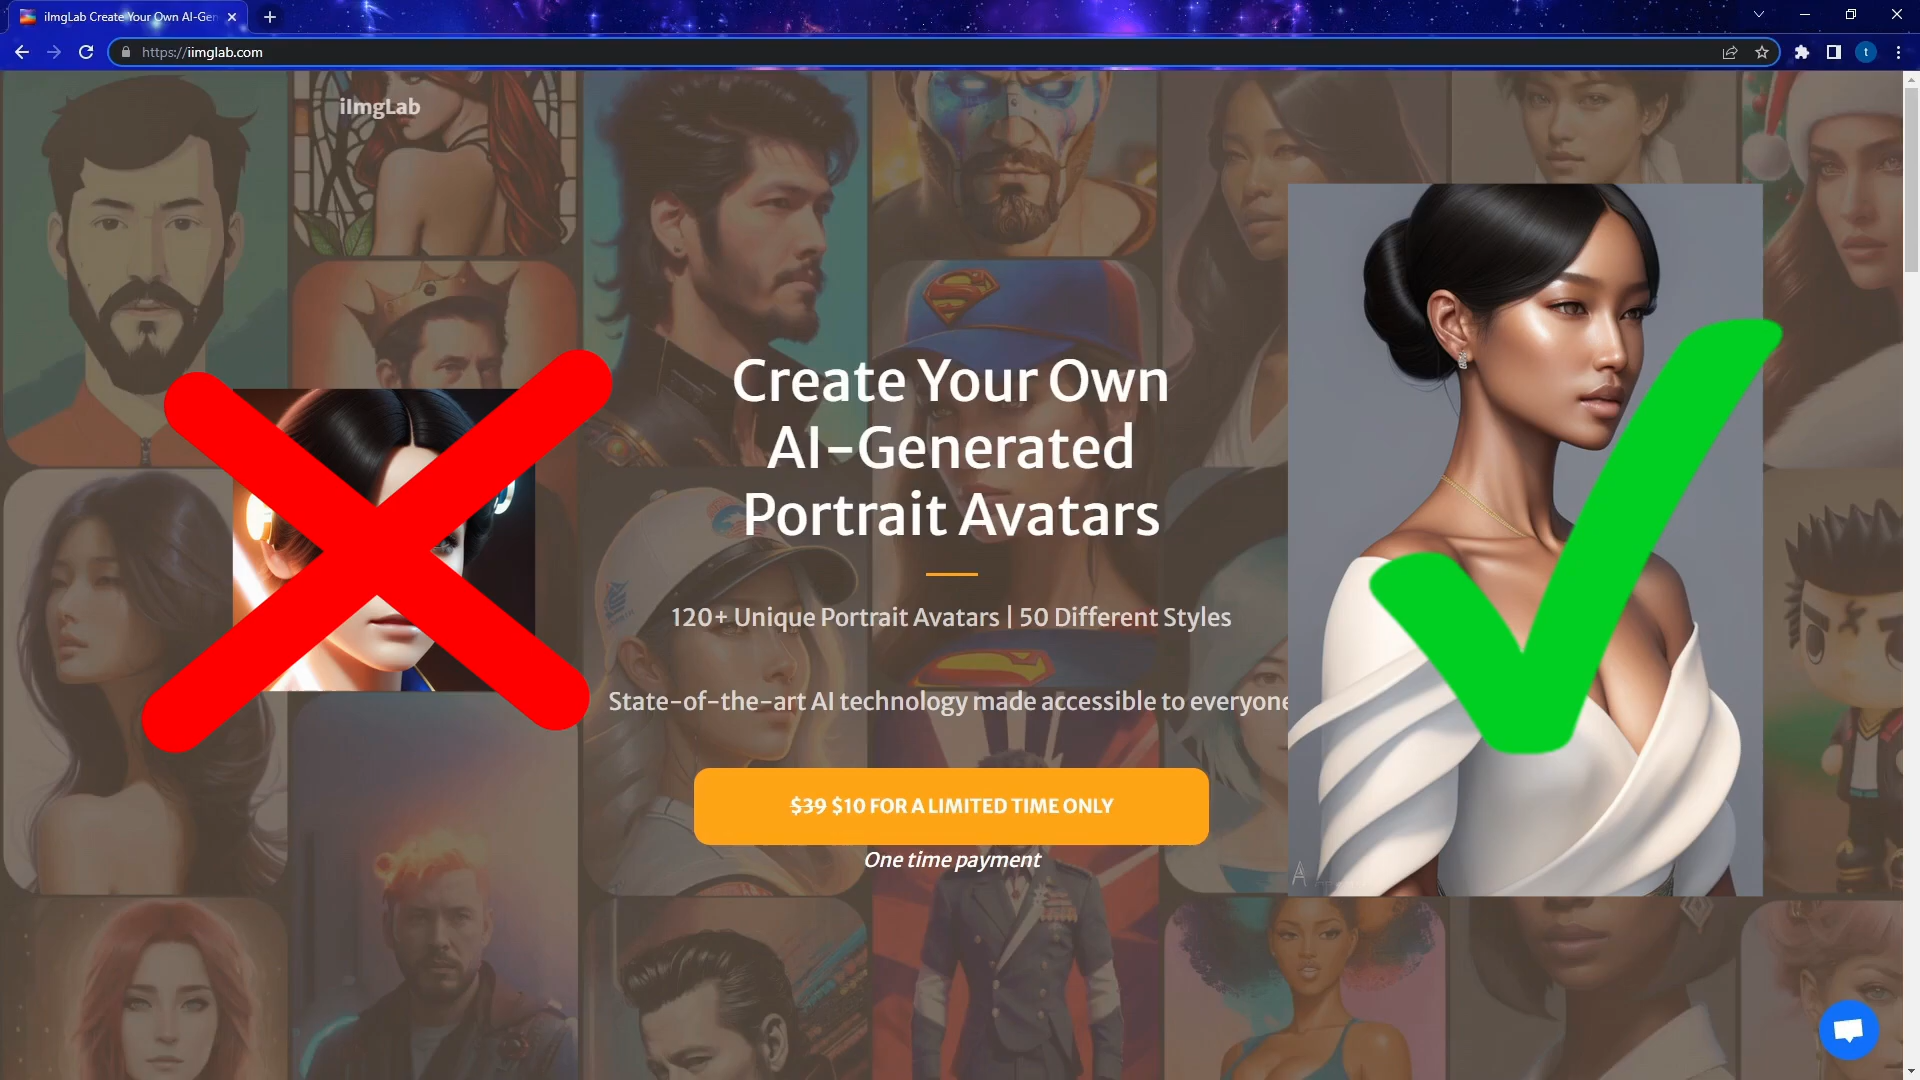 iImgLab Create Your Own AI-Gen
https://iimglab.com
t
iImgLab
Create Your Own
AI-Generated
Portrait Avatars
120+ Unique Portrait Avatars | 50 Different Styles
State-of-the-art AI technology made accessible to everyone
$39 $10 FOR A LIMITED TIME ONLY
One time payment